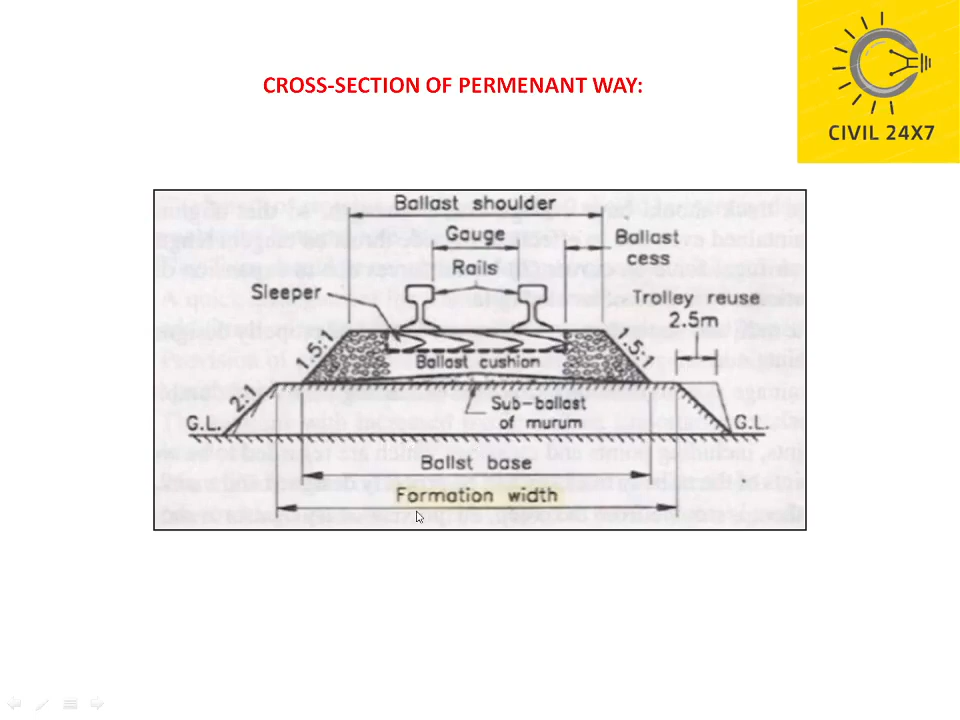 CROSS-SECTION OF PERMENANT WAY:
CIVIL 24X7
Ballast shoulder
Gauge
Ballast
cess
Rails
Sleeper
Trolley reuse
2.5m
1.5:1
1.5:1
Ballast cushion
2:1
Sub-ballast
of murum
G.L.
G.L.
Ballst base
Formation width